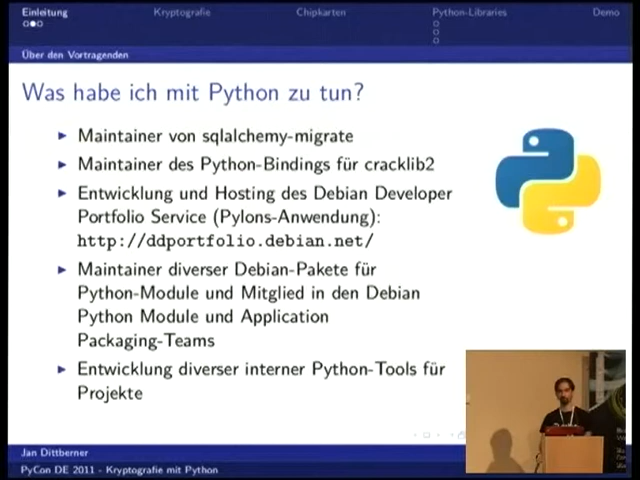 Einleitung Kryptografie Chipkarten Python-Libraries Demo
Über den Vortragenden
Was habe ich mit Python zu tun?
Maintainer von sqlalchemy-migrate
Maintainer des Python-Bindings für cracklib2
Entwicklung und Hosting des Debian Developer
Portfolio Service (Pylons-Anwendung):
http://ddportfolio.debian.net/
Maintainer diverser Debian-Pakete für
Python-Module und Mitglied in den Debian
Python Module und Application
Packaging-Teams
Entwicklung diverser interner Python-Tools für
Projekte
Jan Dittberner
PyCon DE 2011 - Kryptografie mit Python